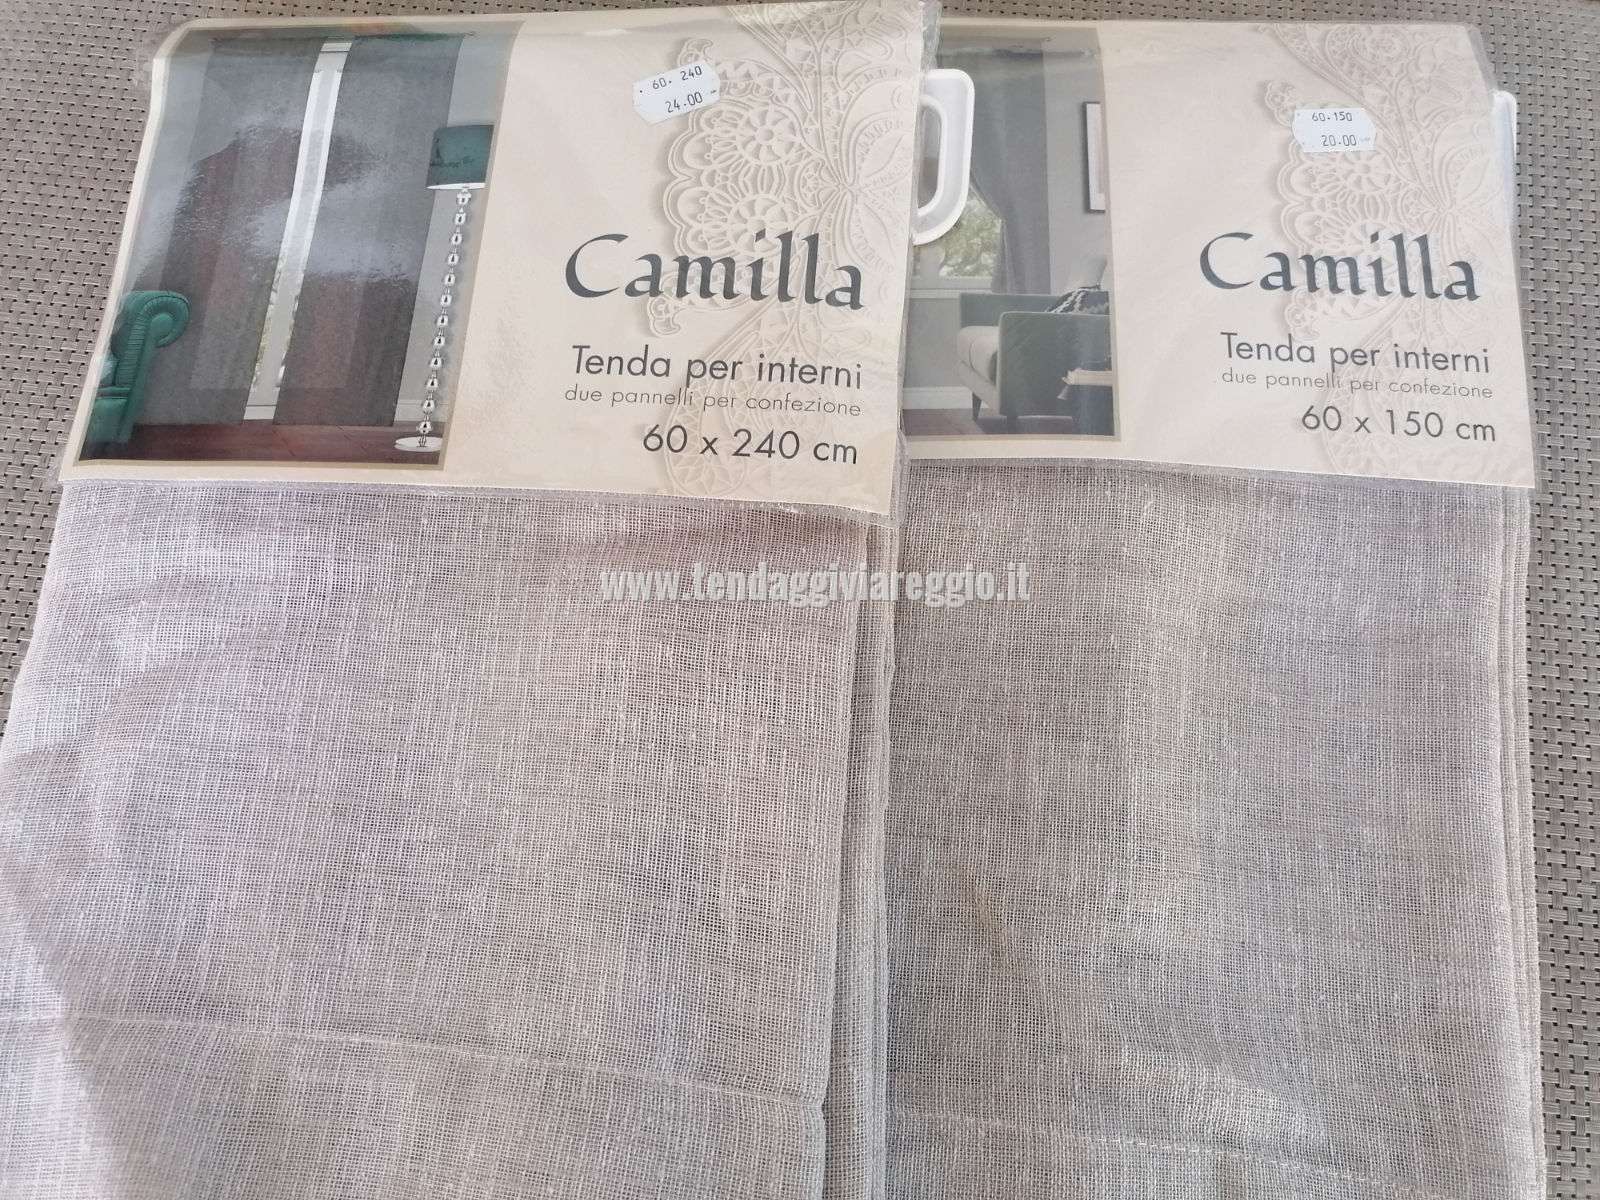 60. 240
24.00
Camilla
Tenda per interni
due pannelli per confezione
60 x 240 cm
60.150
20.00
Camilla
Tenda per interni
due pannelli per confezione
60 x 150 cm
www.tendaggiviareggio.it